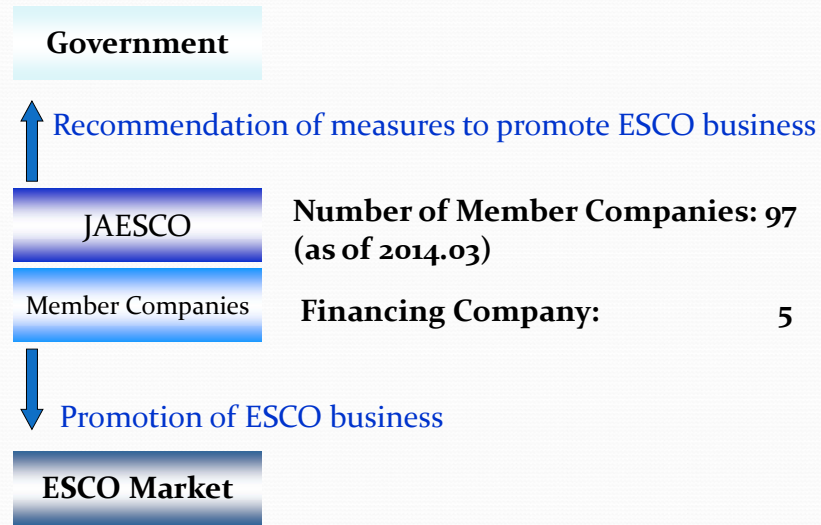 Government
Recommendation of measures to promote ESCO business
JAESCO
Number of Member Companies: 97
(as of 2014.03)
Member Companies
Financing Company: 5
Promotion of ESCO business
ESCO Market